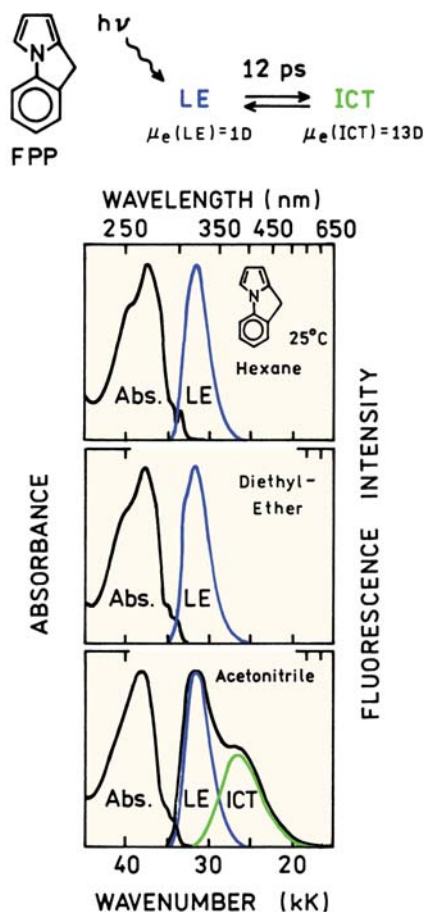 hν
N
FPP
LE
12 ps
ICT
μe(LE)=1D
μe(ICT)=13D
WAVELENGTH (nm)
250 350 450 650
N
25°C
Hexane
Abs.
LE
Diethyl-
Ether
Abs.
LE
Acetonitrile
Abs.
LE
ICT
40 30 20
WAVENUMBER (kK)
ABSORBANCE
FLUORESCENCE INTENSITY